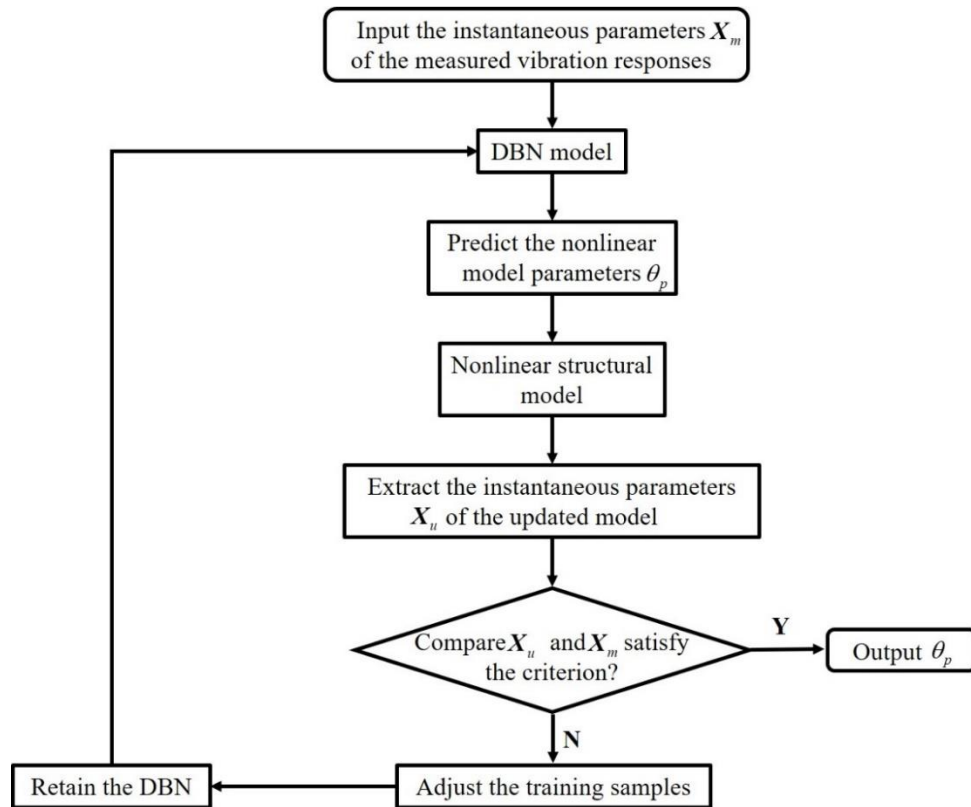 Input the instantaneous parameters X_m
of the measured vibration responses
DBN model
Predict the nonlinear
model parameters θ_p
Nonlinear structural
model
Extract the instantaneous parameters
X_u of the updated model
Compare X_u and X_m satisfy
the criterion?
Y
Output θ_p
N
Adjust the training samples
Retain the DBN